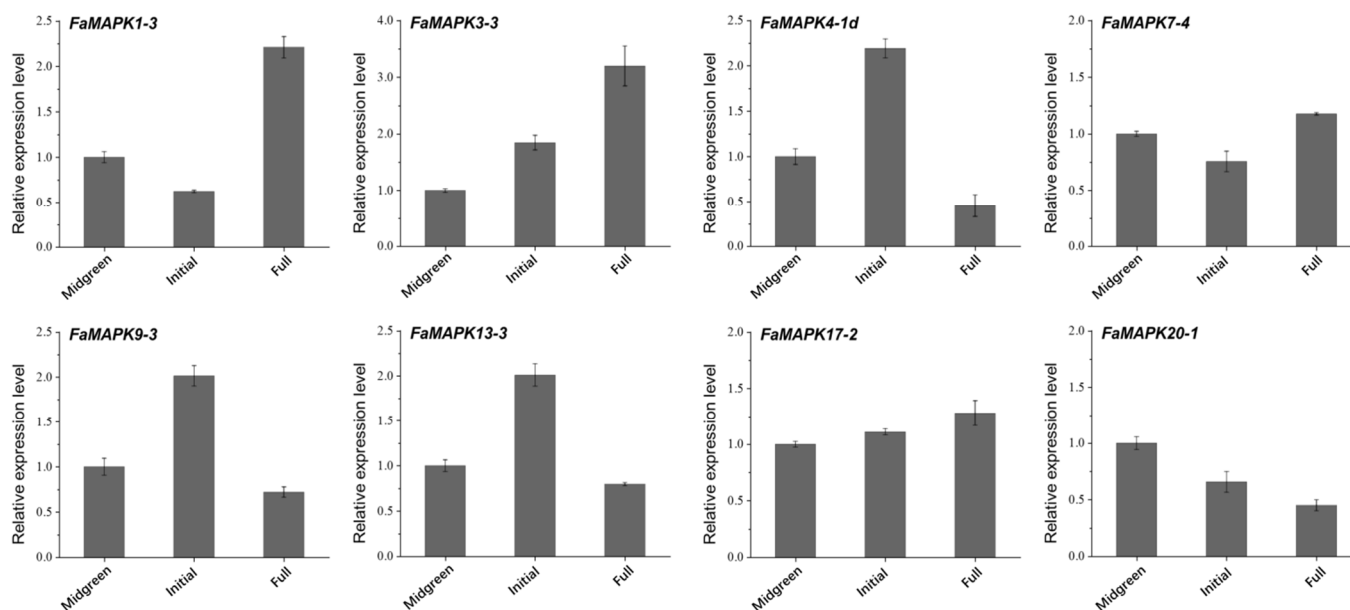 FaMAPK1-3
Relative expression level
2.5
2.0
1.5
1.0
0.5
0.0
Midgreen
Initial
Full
FaMAPK3-3
Relative expression level
4.0
3.0
2.0
1.0
0.0
Midgreen
Initial
Full
FaMAPK4-1d
Relative expression level
2.5
2.0
1.5
1.0
0.5
0.0
Midgreen
Initial
Full
FaMAPK7-4
Relative expression level
2.0
1.5
1.0
0.5
0.0
Midgreen
Initial
Full
FaMAPK9-3
Relative expression level
2.5
2.0
1.5
1.0
0.5
0.0
Midgreen
Initial
Full
FaMAPK13-3
Relative expression level
2.5
2.0
1.5
1.0
0.5
0.0
Midgreen
Initial
Full
FaMAPK17-2
Relative expression level
2.0
1.5
1.0
0.5
0.0
Midgreen
Initial
Full
FaMAPK20-1
Relative expression level
2.0
1.5
1.0
0.5
0.0
Midgreen
Initial
Full